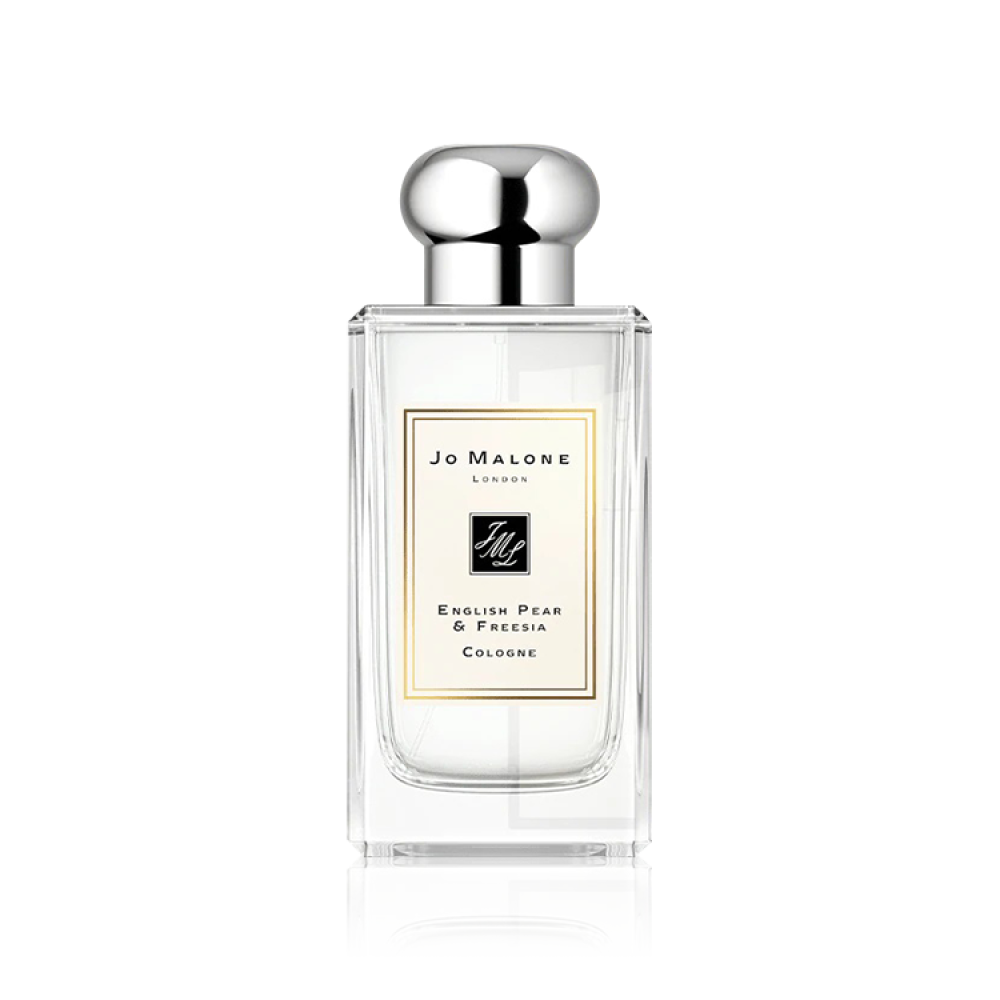 JO MALONE
LONDON
JML
ENGLISH PEAR
& FREESIA
COLOGNE